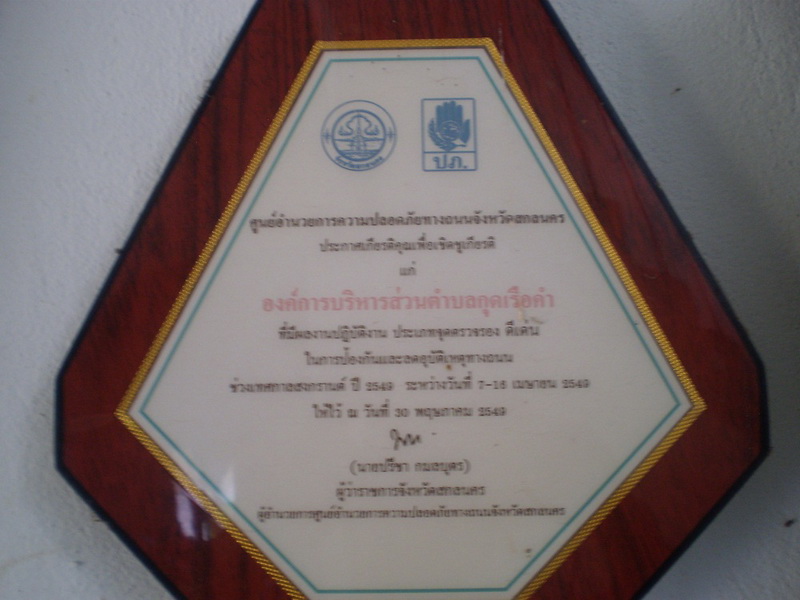 ปภ.
ศูนย์อำนวยการความปลอดภัยทางถนนจังหวัดสกลนคร
ประกาศเกียรติคุณเพื่อเชิดชูเกียรติ
แก่
องค์การบริหารส่วนตำบลกุดเรือคำ
ที่มีผลงานปฏิบัติงาน ประเภทจุดตรวจรอง ดีเด่น
ในการป้องกันและลดอุบัติเหตุทางถนน
ช่วงเทศกาลสงกรานต์ ปี 2549 ระหว่างวันที่ 7-16 เมษายน 2549
ให้ไว้ ณ วันที่ 30 พฤษภาคม 2549
(นายปรีชา กมลบุตร)
ผู้ว่าราชการจังหวัดสกลนคร
ผู้อำนวยการศูนย์อำนวยการความปลอดภัยทางถนนจังหวัดสกลนคร